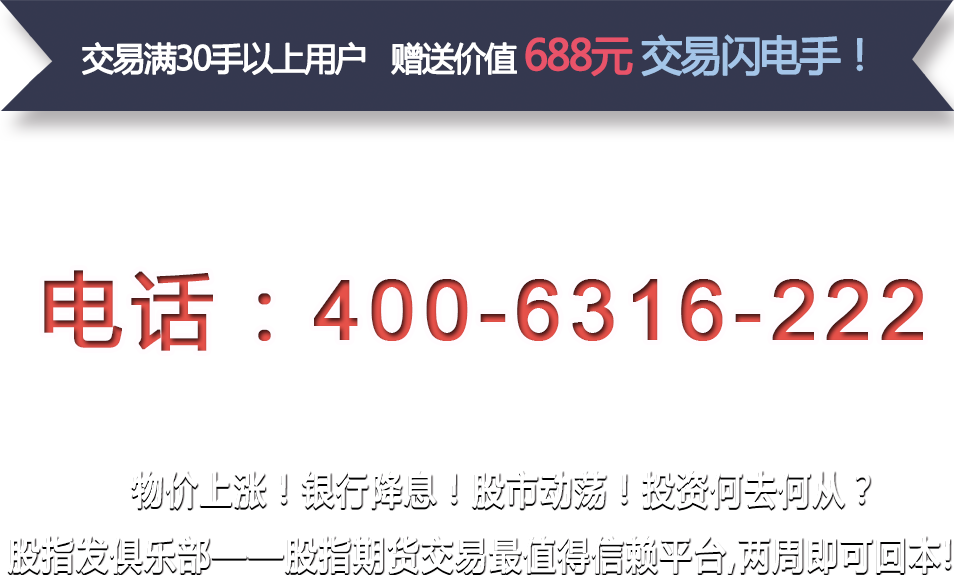 交易满30手以上用户 赠送价值 688元 交易闪电手！
电话：400-6316-222
物价上涨！银行降息！股市动荡！投资何去何从？
股指发俱乐部——股指期货交易最值得信赖平台,两周即可回本!